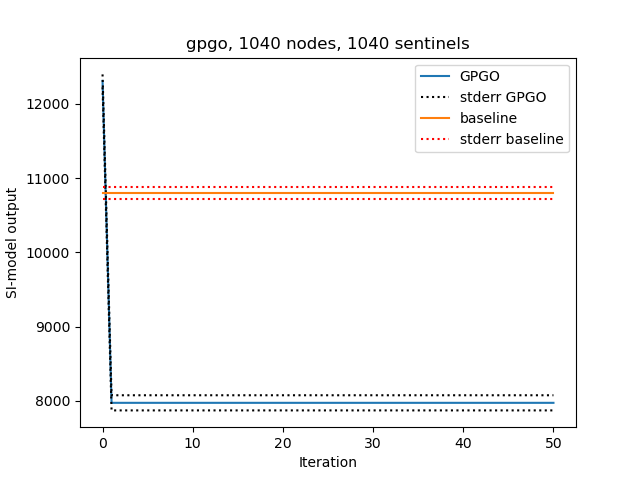 gpgo, 1040 nodes, 1040 sentinels
GPGO
stderr GPGO
baseline
stderr baseline
12000
11000
10000
9000
8000
SI-model output
0 10 20 30 40 50
Iteration